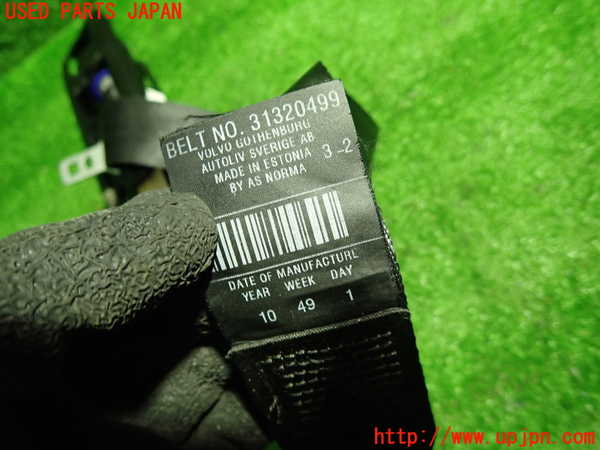 USED PARTS JAPAN
BELT NO. 31320499
VOLVO GOTHENBURG
AUTOLIV SVERIGE AB
MADE IN ESTONIA 3-2
BY AS NORMA
DATE OF MANUFACTURE
YEAR WEEK DAY
10 49 1
http://www.upjpn.com/